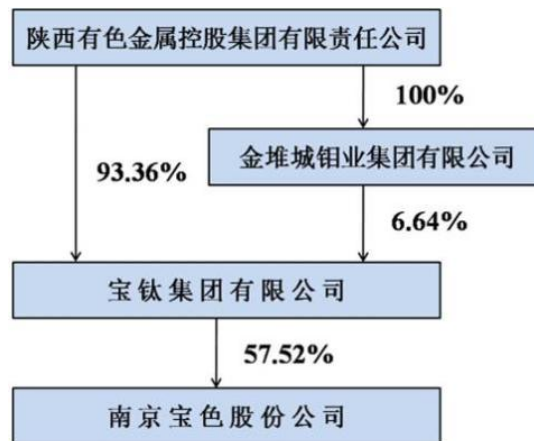 陕西有色金属控股集团有限责任公司
100%
金堆城钼业集团有限公司
93.36%
6.64%
宝钛集团有限公司
57.52%
南京宝色股份公司